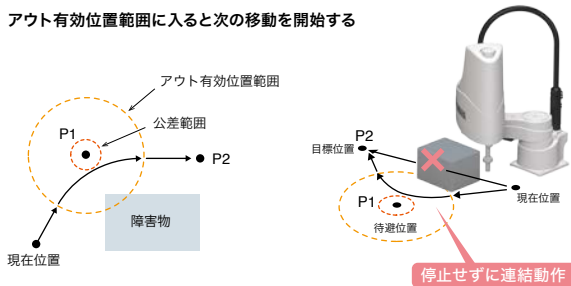 アウト有効位置範囲に入ると次の移動を開始する
アウト有効位置範囲
公差範囲
P1
P2
障害物
現在位置
P2
目標位置
現在位置
P1
待避位置
停止せずに連結動作